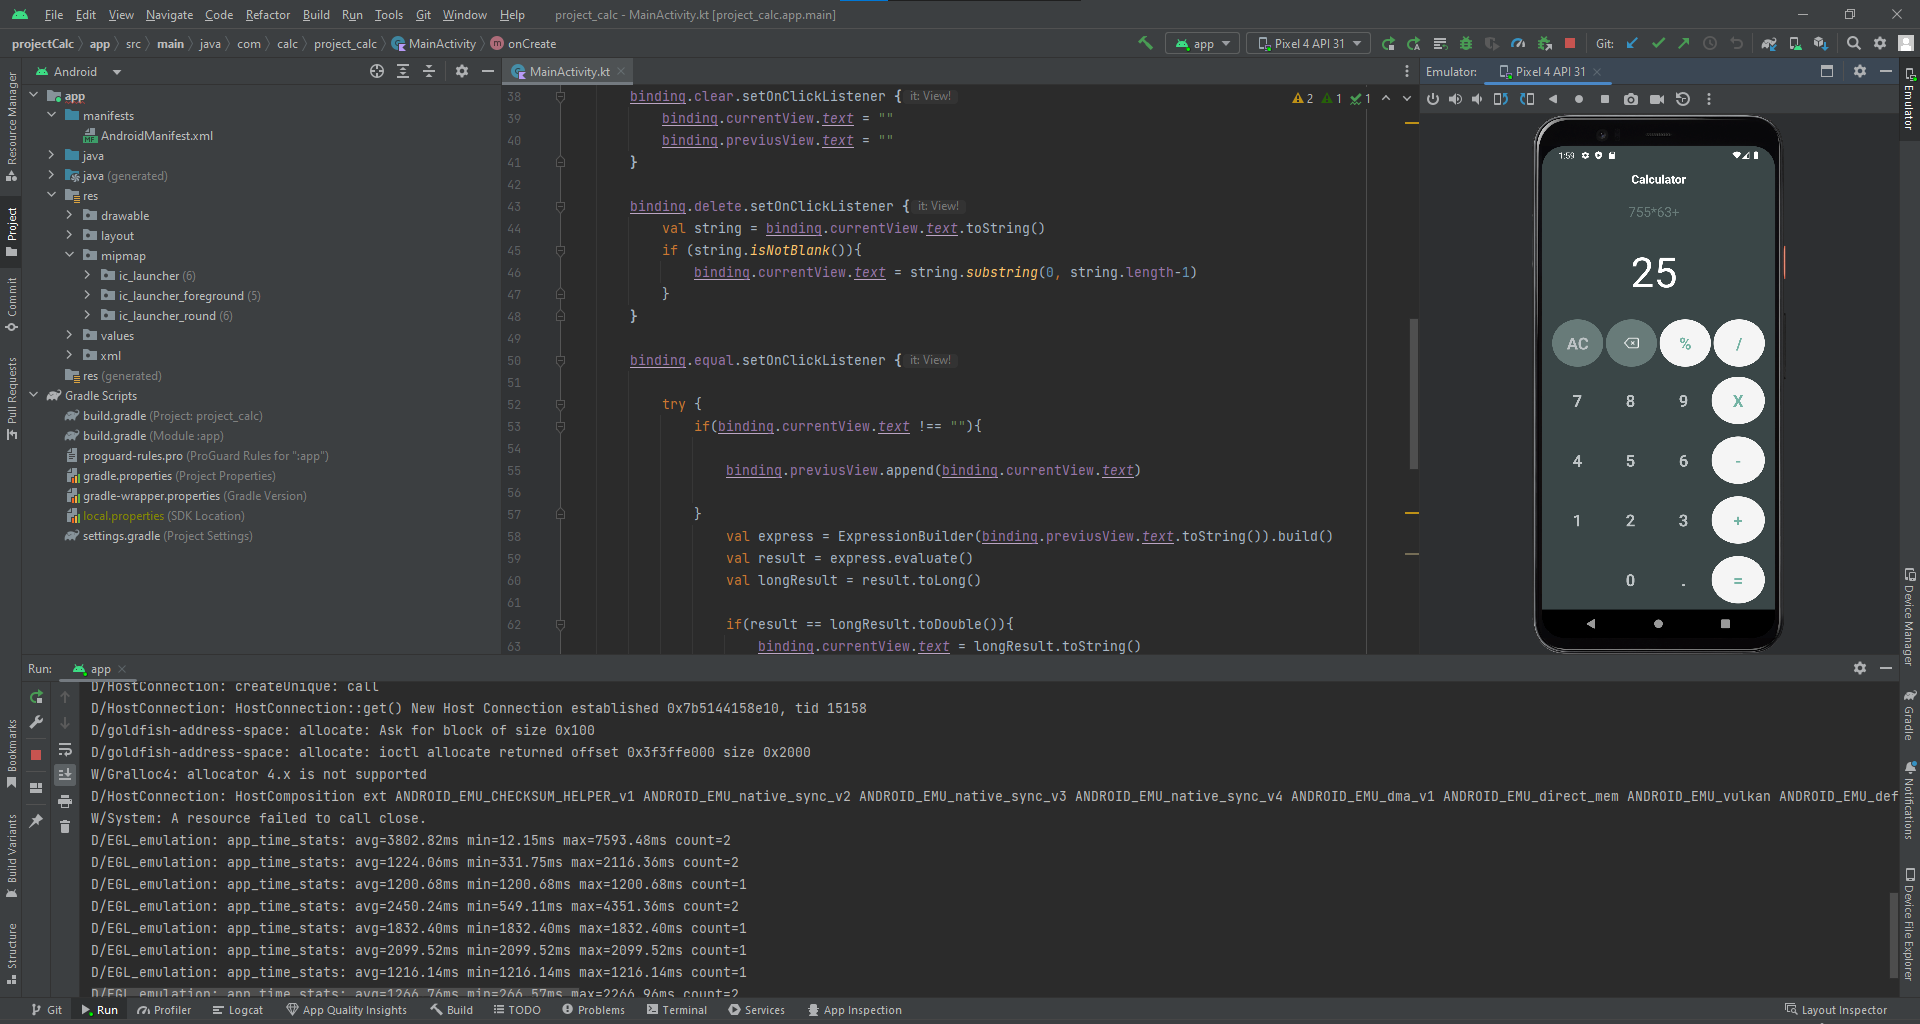 File Edit View Navigate Code Refactor Build Run Tools Git Window Help project_calc - MainActivity.kt [project_calc.app.main]
projectCalc app src main java com calc project_calc MainActivity onCreate app Pixel 4 API 31 Git:
Android
app
manifests
AndroidManifest.xml
java
java (generated)
res
drawable
layout
mipmap
ic_launcher (6)
ic_launcher_foreground (5)
ic_launcher_round (6)
values
xml
res (generated)
Gradle Scripts
build.gradle (Project: project_calc)
build.gradle (Module :app)
proguard-rules.pro (ProGuard Rules for ":app")
gradle.properties (Project Properties)
gradle-wrapper.properties (Gradle Version)
local.properties (SDK Location)
settings.gradle (Project Settings)
Resource Manager
Project
Commit
Pull Requests
Bookmarks
Build Variants
Structure
MainActivity.kt
2 1 1
38 binding.clear.setOnClickListener { it: View!
39 binding.currentView.text = ""
40 binding.previusView.text = ""
41 }
42
43 binding.delete.setOnClickListener { it: View!
44 val string = binding.currentView.text.toString()
45 if (string.isNotBlank()){
46 binding.currentView.text = string.substring(0, string.length-1)
47 }
48 }
49
50 binding.equal.setOnClickListener { it: View!
51
52 try {
53 if(binding.currentView.text !== ""){
54
55 binding.previusView.append(binding.currentView.text)
56
57 }
58 val express = ExpressionBuilder(binding.previusView.text.toString()).build()
59 val result = express.evaluate()
60 val longResult = result.toLong()
61
62 if(result == longResult.toDouble()){
63 binding.currentView.text = longResult.toString()
Emulator: Pixel 4 API 31
1:59
Calculator
755*63+
25
AC % /
7 8 9 X
4 5 6 -
1 2 3 +
0 . =
Emulator
Device Manager
Gradle
Notifications
Device File Explorer
Run: app
D/HostConnection: createUnique: call
D/HostConnection: HostConnection::get() New Host Connection established 0x7b5144158e10, tid 15158
D/goldfish-address-space: allocate: Ask for block of size 0x100
D/goldfish-address-space: allocate: ioctl allocate returned offset 0x3f3ffe000 size 0x2000
W/Gralloc4: allocator 4.x is not supported
D/HostConnection: HostComposition ext ANDROID_EMU_CHECKSUM_HELPER_v1 ANDROID_EMU_native_sync_v2 ANDROID_EMU_native_sync_v3 ANDROID_EMU_native_sync_v4 ANDROID_EMU_dma_v1 ANDROID_EMU_direct_mem ANDROID_EMU_vulkan ANDROID_EMU_def
W/System: A resource failed to call close.
D/EGL_emulation: app_time_stats: avg=3802.82ms min=12.15ms max=7593.48ms count=2
D/EGL_emulation: app_time_stats: avg=1224.06ms min=331.75ms max=2116.36ms count=2
D/EGL_emulation: app_time_stats: avg=1200.68ms min=1200.68ms max=1200.68ms count=1
D/EGL_emulation: app_time_stats: avg=2450.24ms min=549.11ms max=4351.36ms count=2
D/EGL_emulation: app_time_stats: avg=1832.40ms min=1832.40ms max=1832.40ms count=1
D/EGL_emulation: app_time_stats: avg=2099.52ms min=2099.52ms max=2099.52ms count=1
D/EGL_emulation: app_time_stats: avg=1216.14ms min=1216.14ms max=1216.14ms count=1
D/EGL_emulation: app_time_stats: avg=1266.76ms min=266.57ms max=2266.96ms count=2
Git Run Profiler Logcat App Quality Insights Build TODO Problems Terminal Services App Inspection Layout Inspector